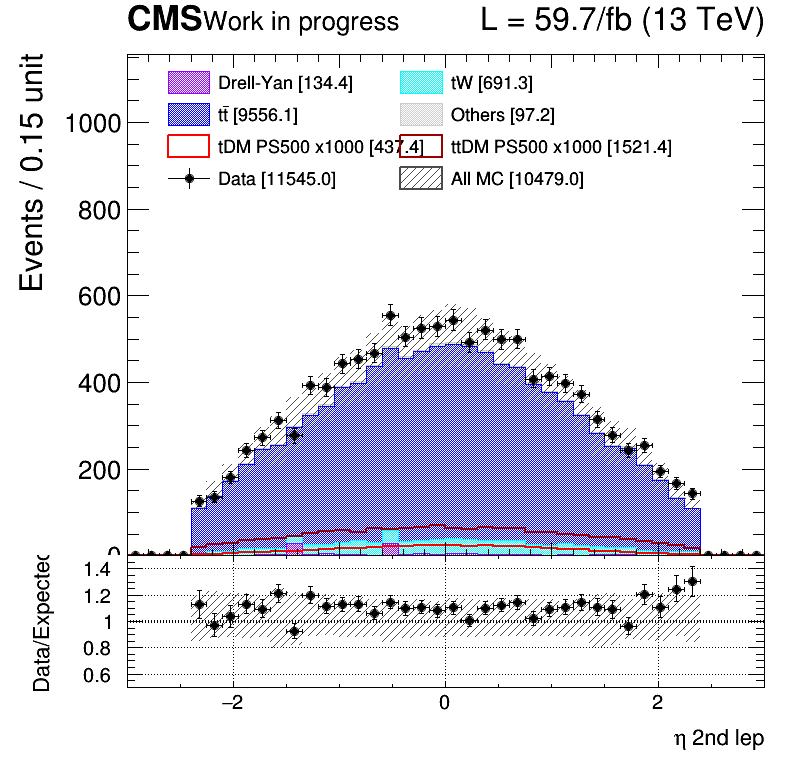 CMS Work in progress L = 59.7/fb (13 TeV)
Events / 0.15 unit
Drell-Yan [134.4] tW [691.3]
tt̄ [9556.1] Others [97.2]
tDM PS500 x1000 [437.4] ttDM PS500 x1000 [1521.4]
Data [11545.0] All MC [10479.0]
1000
800
600
400
200
0
Data/Expected
1.4
1.2
1
0.8
0.6
−2 0 2
η 2nd lep